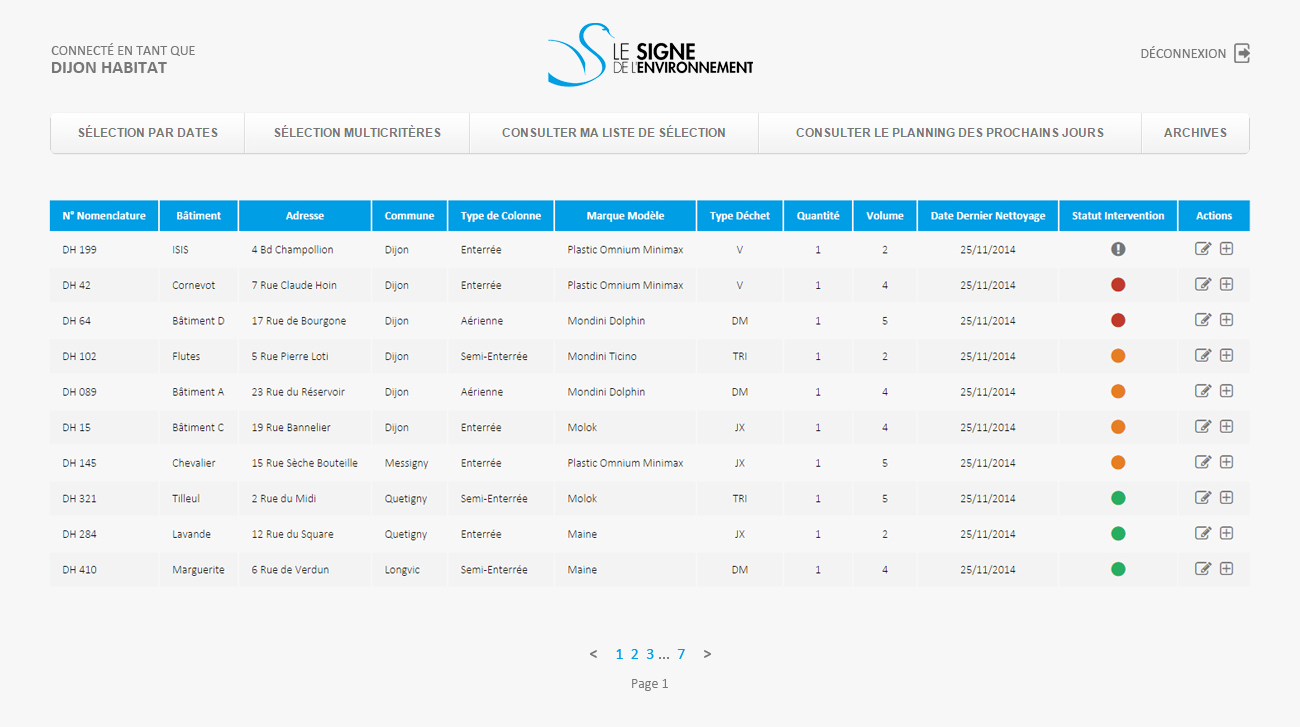 CONNECTÉ EN TANT QUE
DIJON HABITAT
LE SIGNE
DE L'ENVIRONNEMENT
DÉCONNEXION
SÉLECTION PAR DATES SÉLECTION MULTICRITÈRES CONSULTER MA LISTE DE SÉLECTION CONSULTER LE PLANNING DES PROCHAINS JOURS ARCHIVES
N° Nomenclature Bâtiment Adresse Commune Type de Colonne Marque Modèle Type Déchet Quantité Volume Date Dernier Nettoyage Statut Intervention Actions
DH 199 ISIS 4 Bd Champollion Dijon Enterrée Plastic Omnium Minimax V 1 2 25/11/2014
DH 42 Cornevot 7 Rue Claude Hoin Dijon Enterrée Plastic Omnium Minimax V 1 4 25/11/2014
DH 64 Bâtiment D 17 Rue de Bourgone Dijon Aérienne Mondini Dolphin DM 1 5 25/11/2014
DH 102 Flutes 5 Rue Pierre Loti Dijon Semi-Enterrée Mondini Ticino TRI 1 2 25/11/2014
DH 089 Bâtiment A 23 Rue du Réservoir Dijon Aérienne Mondini Dolphin DM 1 4 25/11/2014
DH 15 Bâtiment C 19 Rue Bannelier Dijon Enterrée Molok JX 1 4 25/11/2014
DH 145 Chevalier 15 Rue Sèche Bouteille Messigny Enterrée Plastic Omnium Minimax JX 1 5 25/11/2014
DH 321 Tilleul 2 Rue du Midi Quetigny Semi-Enterrée Molok TRI 1 5 25/11/2014
DH 284 Lavande 12 Rue du Square Quetigny Enterrée Maine JX 1 2 25/11/2014
DH 410 Marguerite 6 Rue de Verdun Longvic Semi-Enterrée Maine DM 1 4 25/11/2014
< 1 2 3 ... 7 >
Page 1